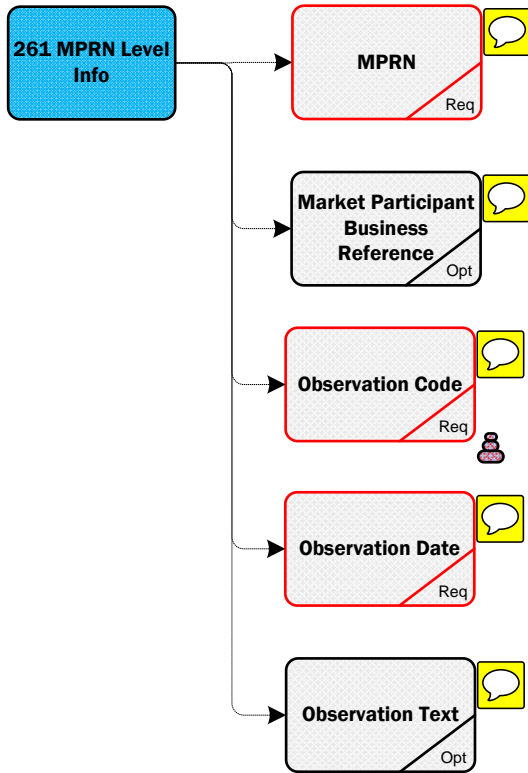 261 MPRN Level
Info
MPRN
Req
Market Participant
Business
Reference
Opt
Observation Code
Req
Observation Date
Req
Observation Text
Opt